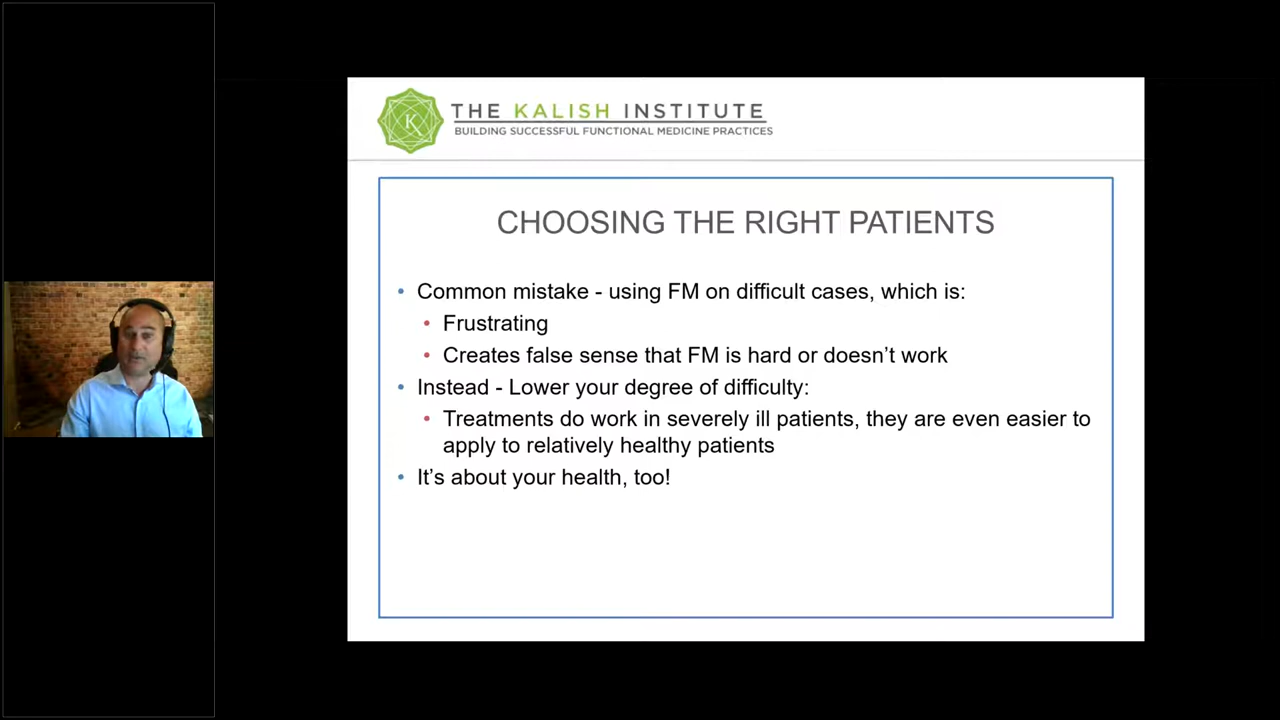 K
THE KALISH INSTITUTE
BUILDING SUCCESSFUL FUNCTIONAL MEDICINE PRACTICES
CHOOSING THE RIGHT PATIENTS
• Common mistake - using FM on difficult cases, which is:
• Frustrating
• Creates false sense that FM is hard or doesn’t work
• Instead - Lower your degree of difficulty:
• Treatments do work in severely ill patients, they are even easier to
apply to relatively healthy patients
• It’s about your health, too!